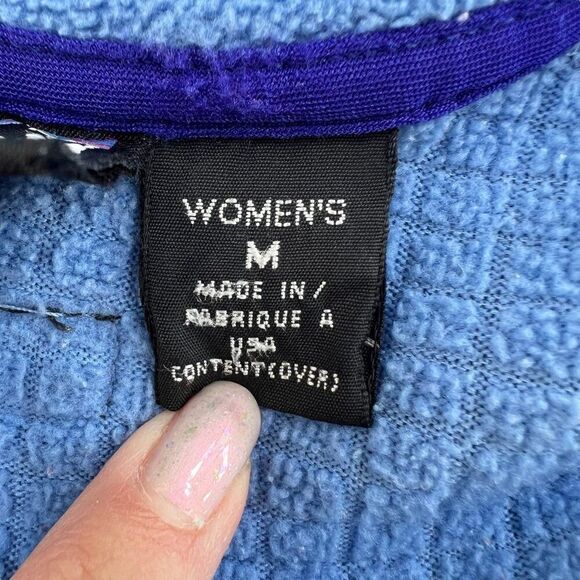 WOMEN'S
M
MADE IN/
FABRIQUE A
USA
CONTENT(OVER)